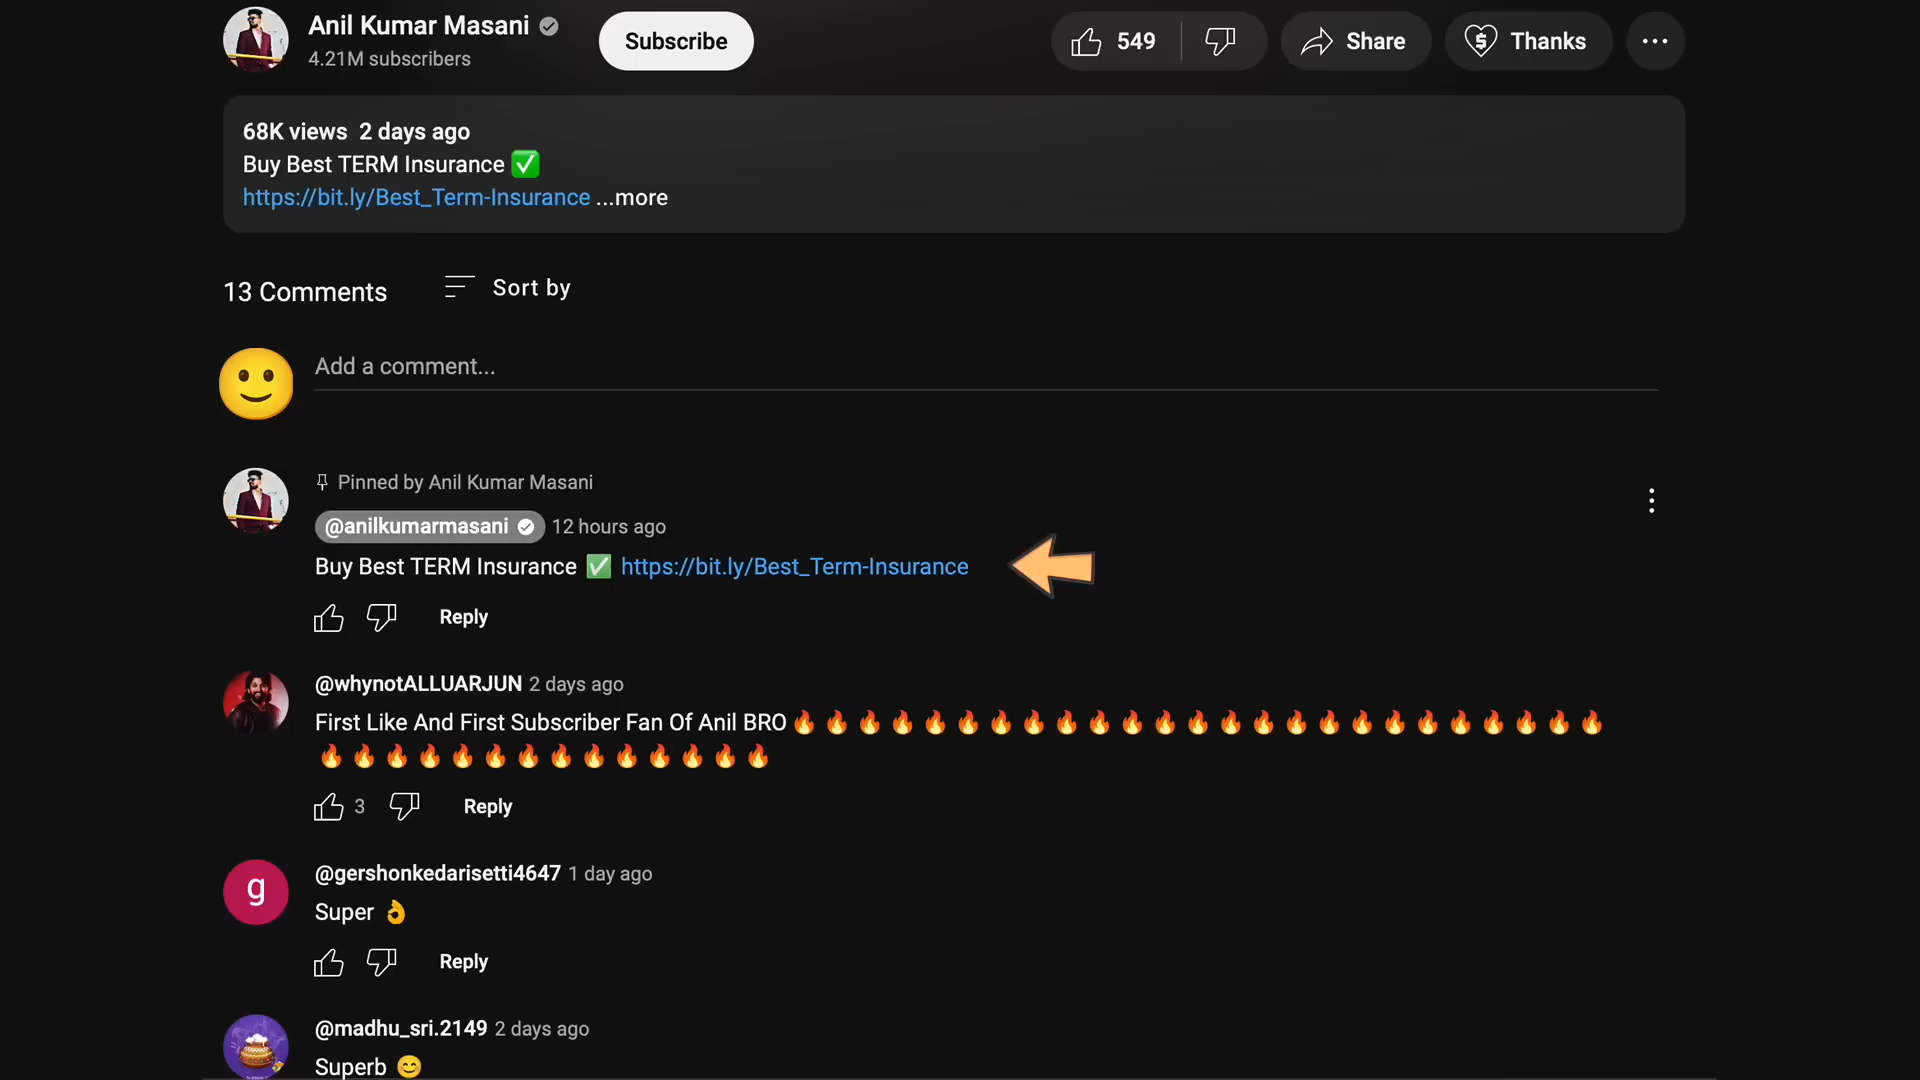 Anil Kumar Masani
4.21M subscribers
Subscribe
549
Share
Thanks
68K views 2 days ago
Buy Best TERM Insurance ✅
https://bit.ly/Best_Term-Insurance ...more
13 Comments
Sort by
Add a comment...
Pinned by Anil Kumar Masani
@anilkumarmasani 12 hours ago
Buy Best TERM Insurance ✅ https://bit.ly/Best_Term-Insurance
Reply
@whynotALLUARJUN 2 days ago
First Like And First Subscriber Fan Of Anil BRO🔥🔥🔥🔥🔥🔥🔥🔥🔥🔥🔥🔥🔥🔥🔥🔥🔥🔥🔥🔥🔥🔥🔥🔥🔥
🔥🔥🔥🔥🔥🔥🔥🔥🔥🔥🔥🔥🔥🔥
3
Reply
g
@gershonkedarisetti4647 1 day ago
Super 👌
Reply
@madhu_sri.2149 2 days ago
Superb 😊